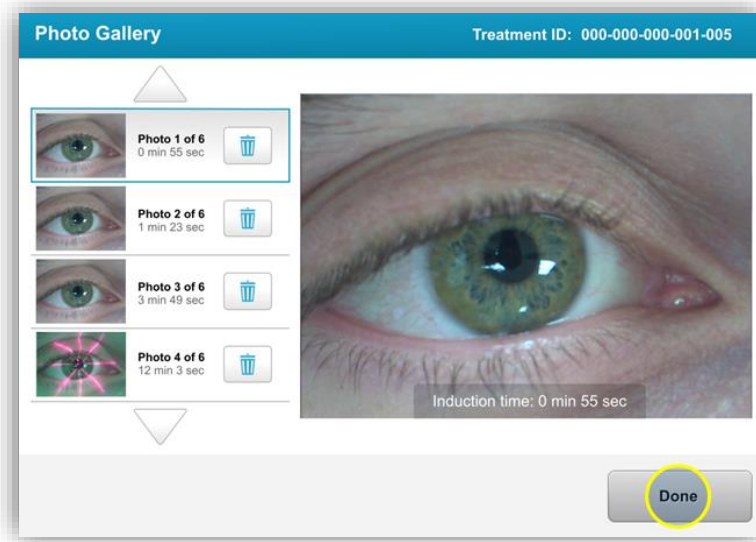 Photo Gallery
Treatment ID: 000-000-000-001-005
Photo 1 of 6
0 min 55 sec
Photo 2 of 6
1 min 23 sec
Photo 3 of 6
3 min 49 sec
Photo 4 of 6
12 min 3 sec
Induction time: 0 min 55 sec
Done